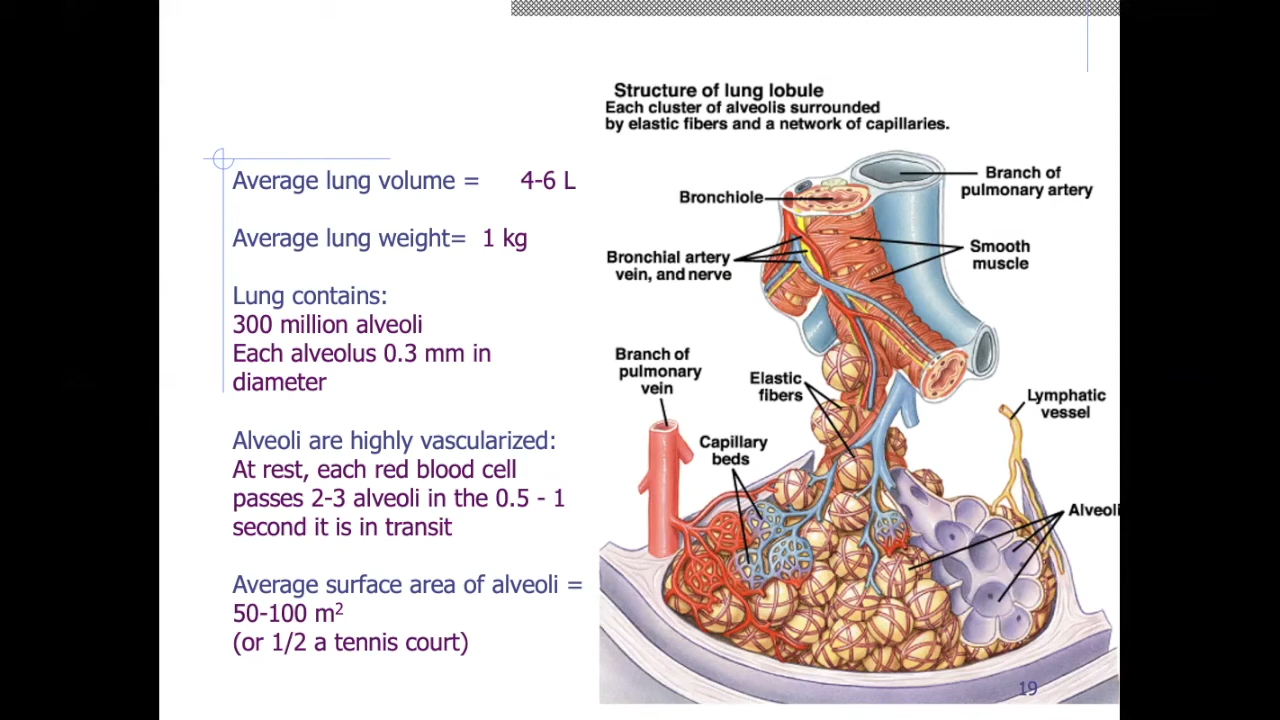 Structure of lung lobule
Each cluster of alveolis surrounded
by elastic fibers and a network of capillaries.
Average lung volume = 4-6 L
Average lung weight= 1 kg
Lung contains:
300 million alveoli
Each alveolus 0.3 mm in
diameter
Alveoli are highly vascularized:
At rest, each red blood cell
passes 2-3 alveoli in the 0.5 - 1
second it is in transit
Average surface area of alveoli =
50-100 m²
(or 1/2 a tennis court)
Branch of
pulmonary artery
Bronchiole
Smooth
muscle
Bronchial artery
vein, and nerve
Branch of
pulmonary
vein
Elastic
fibers
Lymphatic
vessel
Capillary
beds
Alveoli
19